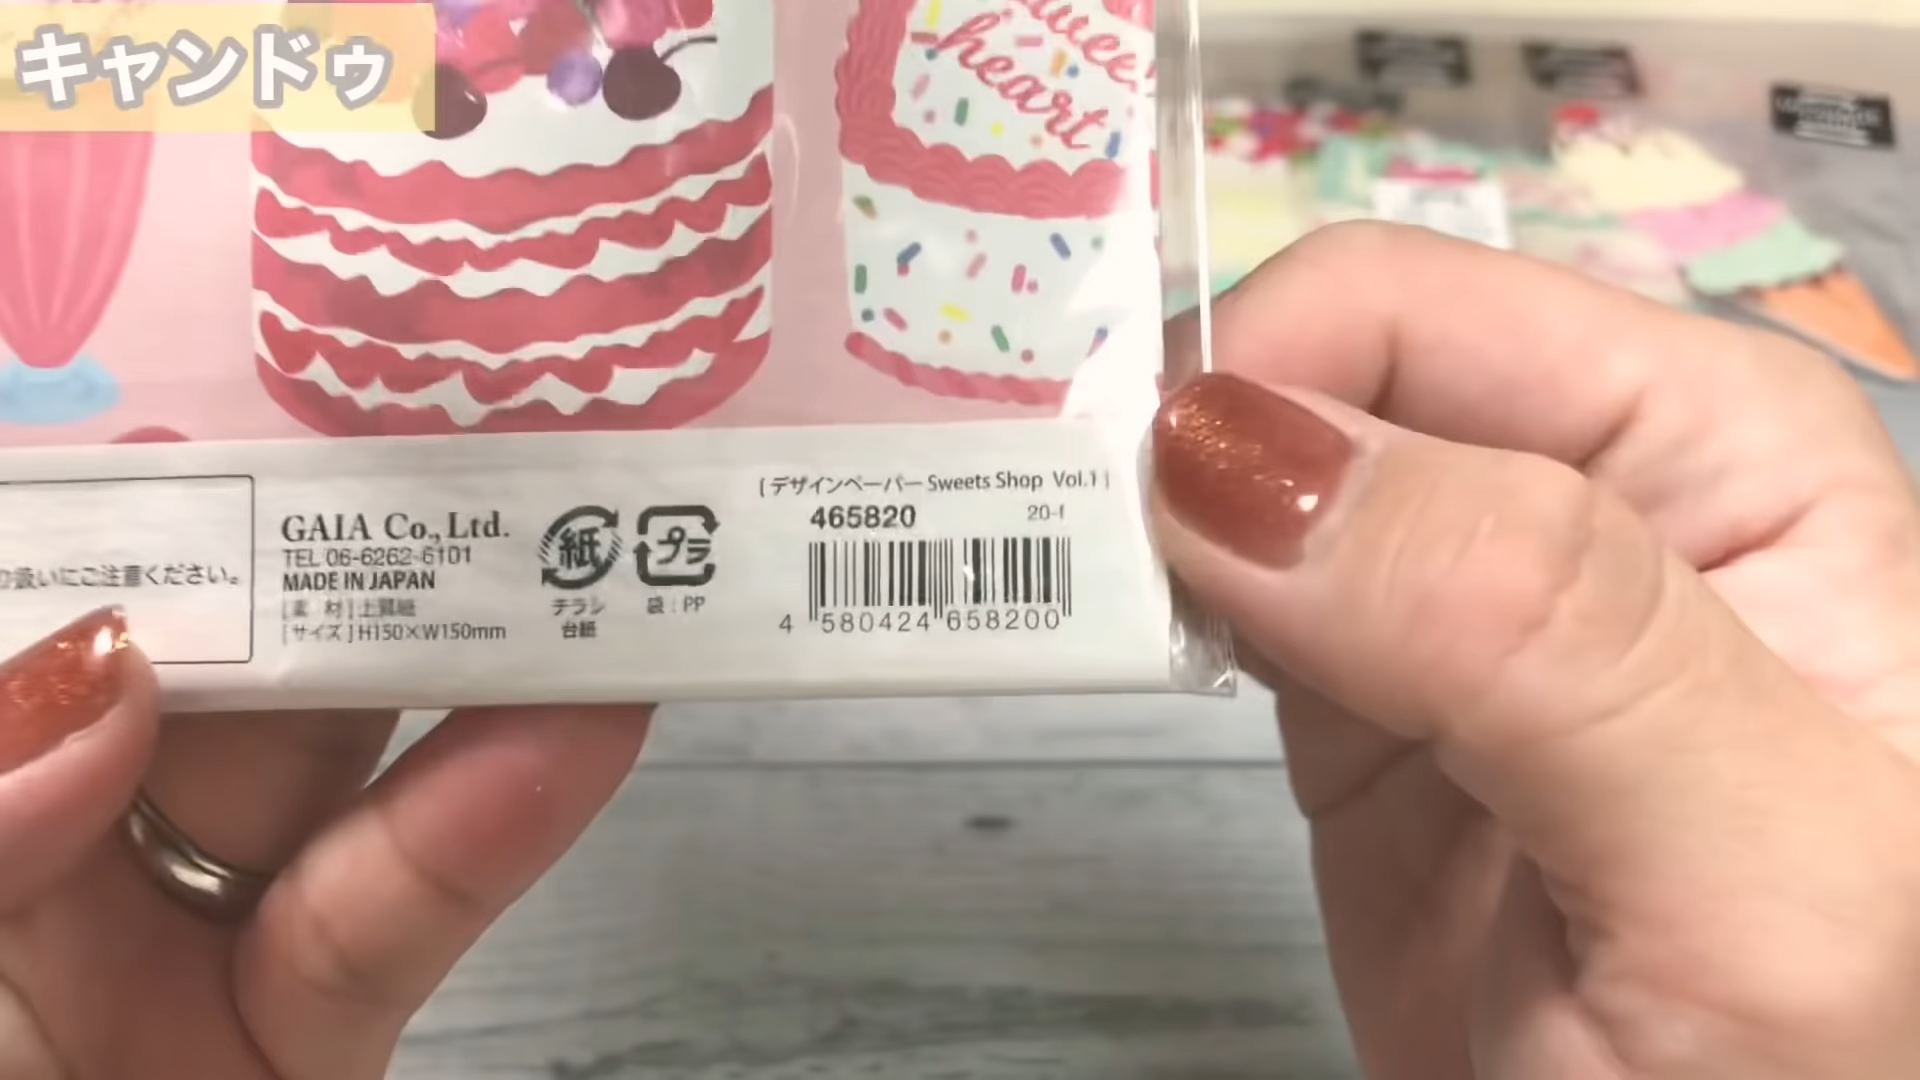 キャンドゥ
sweet
heart
[デザインペーパー Sweets Shop Vol.1]
465820
20-f
4 580424 658200
GAIA Co., Ltd.
TEL 06-6262-6101
MADE IN JAPAN
[素 材]上質紙
[サイズ]H150×W150mm
紙
チラシ
台紙
プラ
袋:PP
り扱いにご注意ください。